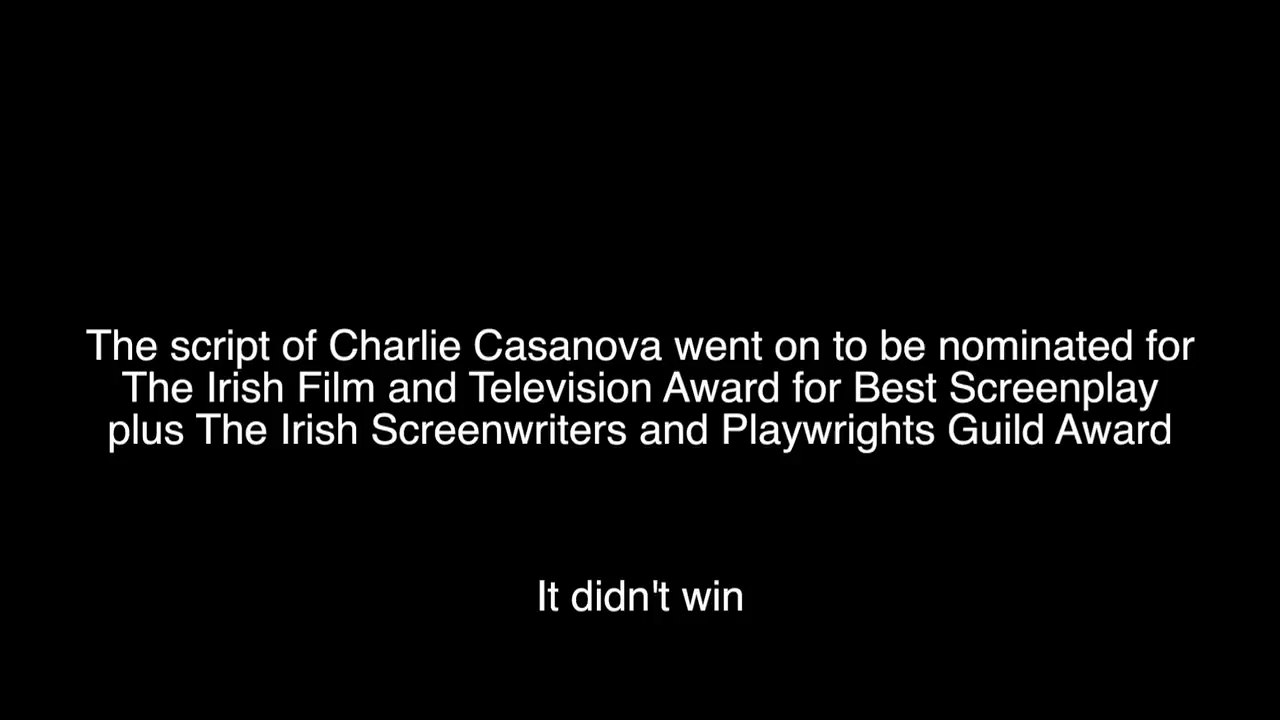 The script of Charlie Casanova went on to be nominated for
The Irish Film and Television Award for Best Screenplay
plus The Irish Screenwriters and Playwrights Guild Award
It didn't win